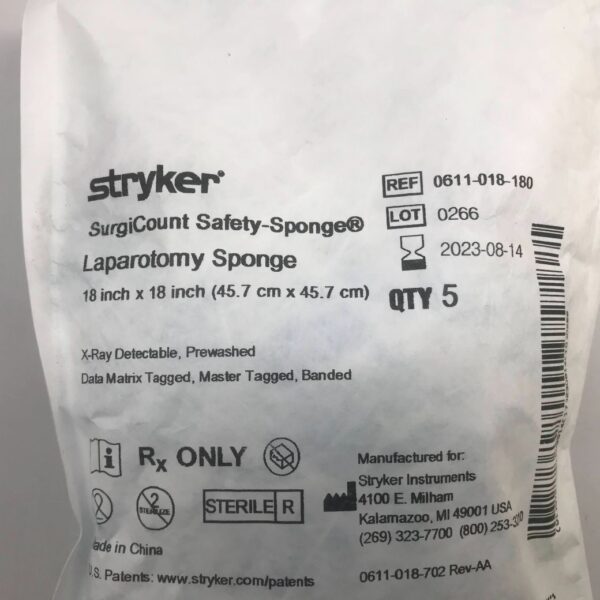 stryker®
SurgiCount Safety-Sponge®
Laparotomy Sponge
18 inch x 18 inch (45.7 cm x 45.7 cm)
REF 0611-018-180
LOT 0266
2023-08-14
QTY 5
X-Ray Detectable, Prewashed
Data Matrix Tagged, Master Tagged, Banded
i Rx ONLY
2 STERILIZE
STERILE R
Made in China
U.S. Patents: www.stryker.com/patents
Manufactured for:
Stryker Instruments
4100 E. Milham
Kalamazoo, MI 49001 USA
(269) 323-7700 (800) 253-
0611-018-702 Rev-AA